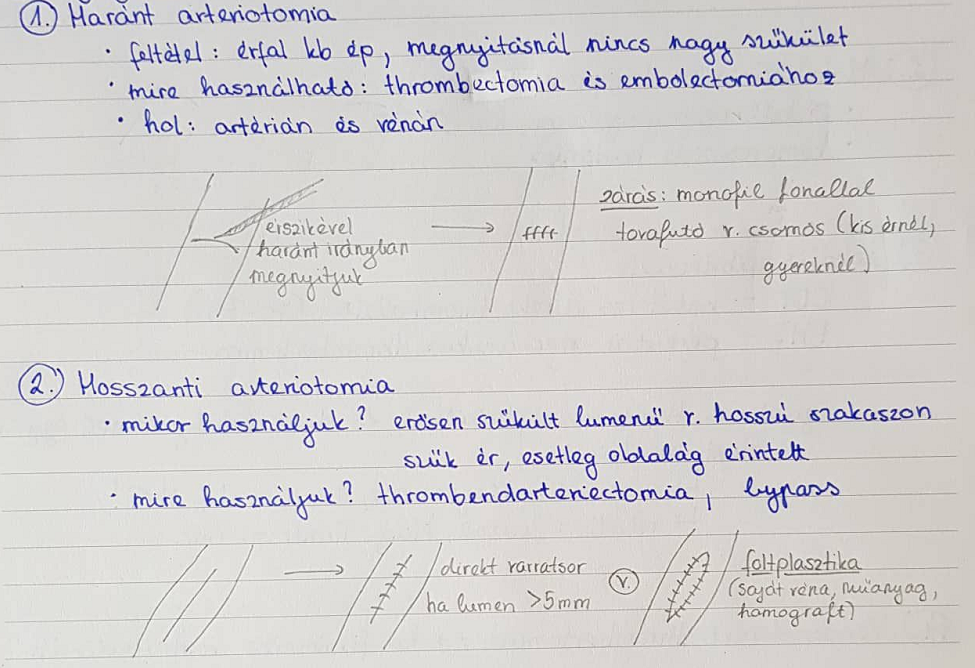 1. Haránt arteriotomia
· feltétel: érfal kb ép, megnyitásnál nincs nagy szűkület
· mire használható: thrombectomia és embolectomiához
· hol: artérián és vénán
érszikével
haránt irányban
megnyitjuk
zárás: monofil fonallal
tovafutó v. csomós (kis érnél,
gyereknél)
2. Hosszanti arteriotomia
· mikor használjuk? erősen szűkült lumenű v. hosszú szakaszon
szűk ér, esetleg oldalág érintett
· mire használjuk? thrombendarteriectomia, bypass
direkt varratsor
ha lumen >5mm
v.
foltplasztika
(saját véna, műanyag,
homograft)